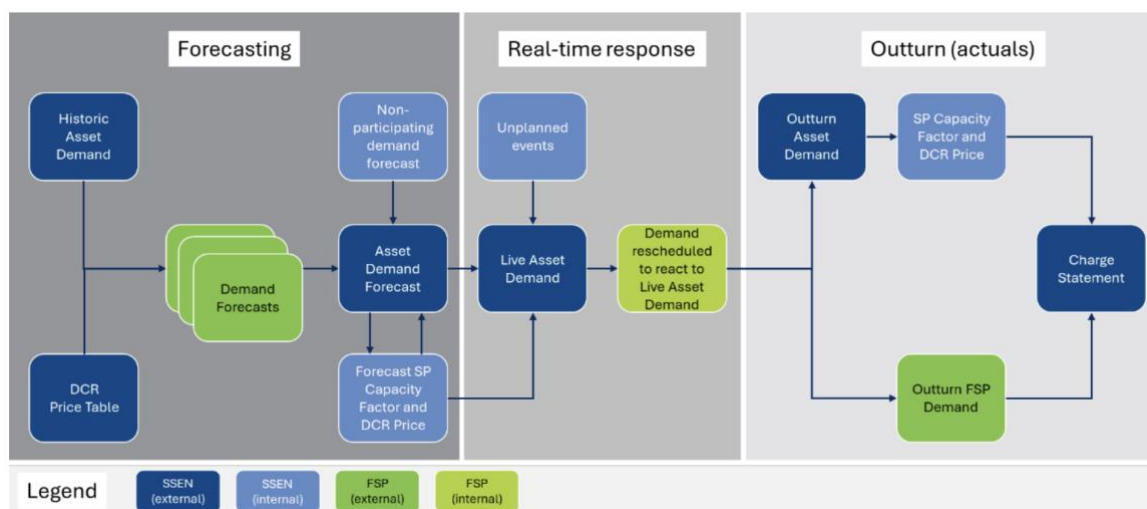 Forecasting
Historic
Asset
Demand
DCR
Price Table
Demand
Forecasts
Non-
participating
demand
forecast
Asset
Demand
Forecast
Forecast SP
Capacity
Factor and
DCR Price
Real-time response
Unplanned
events
Live Asset
Demand
Demand
rescheduled
to react to
Live Asset
Demand
Outturn (actuals)
Outturn
Asset
Demand
SP Capacity
Factor and
DCR Price
Outturn FSP
Demand
Charge
Statement
Legend
SSEN
(external)
SSEN
(internal)
FSP
(external)
FSP
(internal)